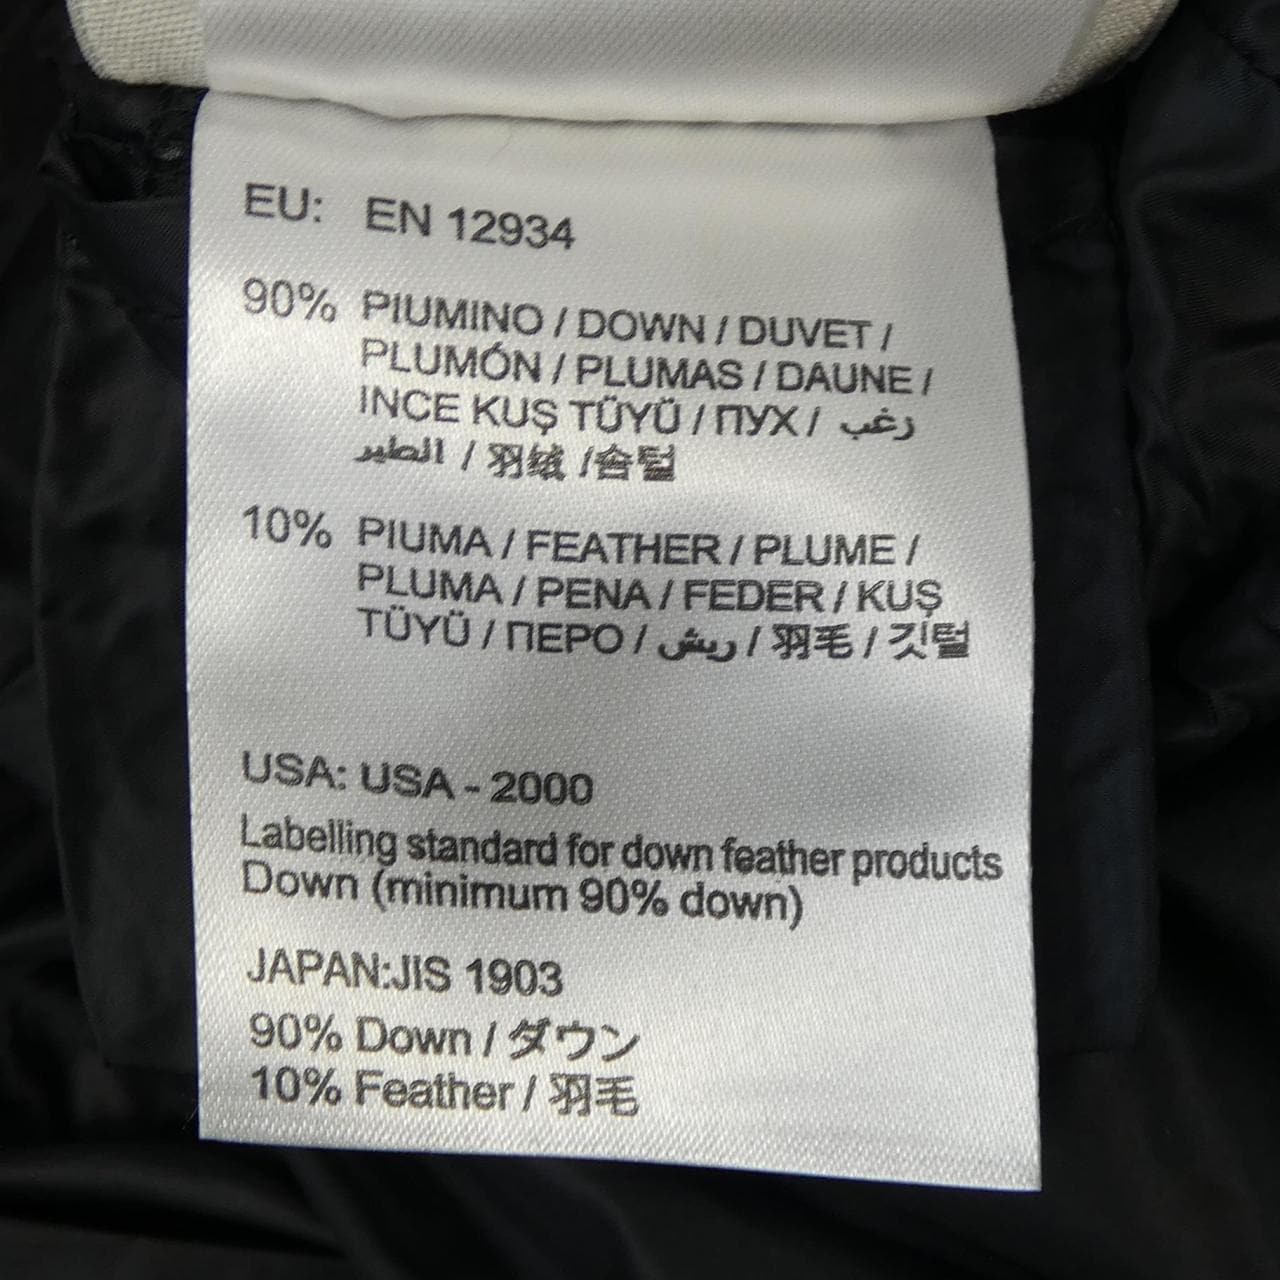 EU: EN 12934
90% PIUMINO / DOWN / DUVET /
PLUMÓN / PLUMAS / DAUNE /
INCE KUŞ TÜYÜ / ПУХ / رغب
الطير / 羽绒 /솜털
10% PIUMA / FEATHER / PLUME /
PLUMA / PENA / FEDER / KUŞ
TÜYÜ / ПЕРО / ريش / 羽毛 / 깃털
USA: USA - 2000
Labelling standard for down feather products
Down (minimum 90% down)
JAPAN:JIS 1903
90% Down / ダウン
10% Feather / 羽毛